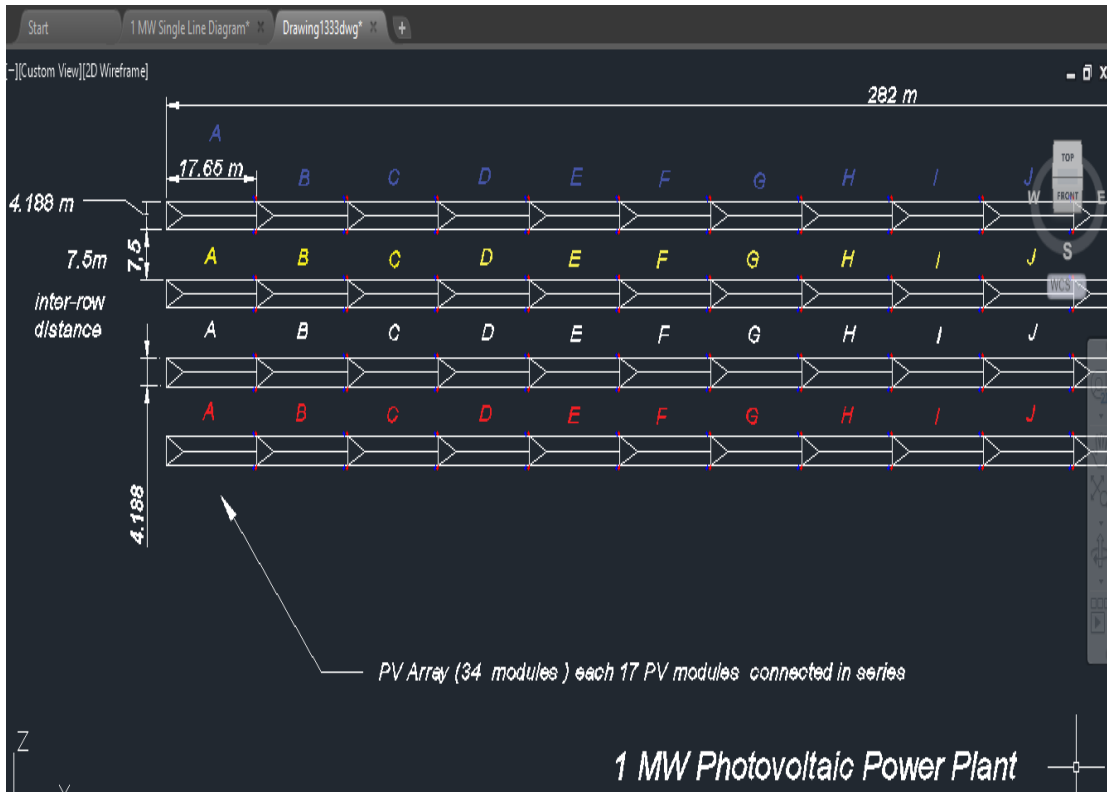 Start 1 MW Single Line Diagram* Drawing1333dwg*
[−][Custom View][2D Wireframe]
282 m
A
17.65 m
B C D E F G H I J
TOP
FRONT
W E
S
WCS
4.188 m
7.5
7.5m
inter-row
distance
A B C D E F G H I J
A B C D E F G H I J
A B C D E F G H I J
4.188
PV Array (34 modules ) each 17 PV modules connected in series
Z
1 MW Photovoltaic Power Plant